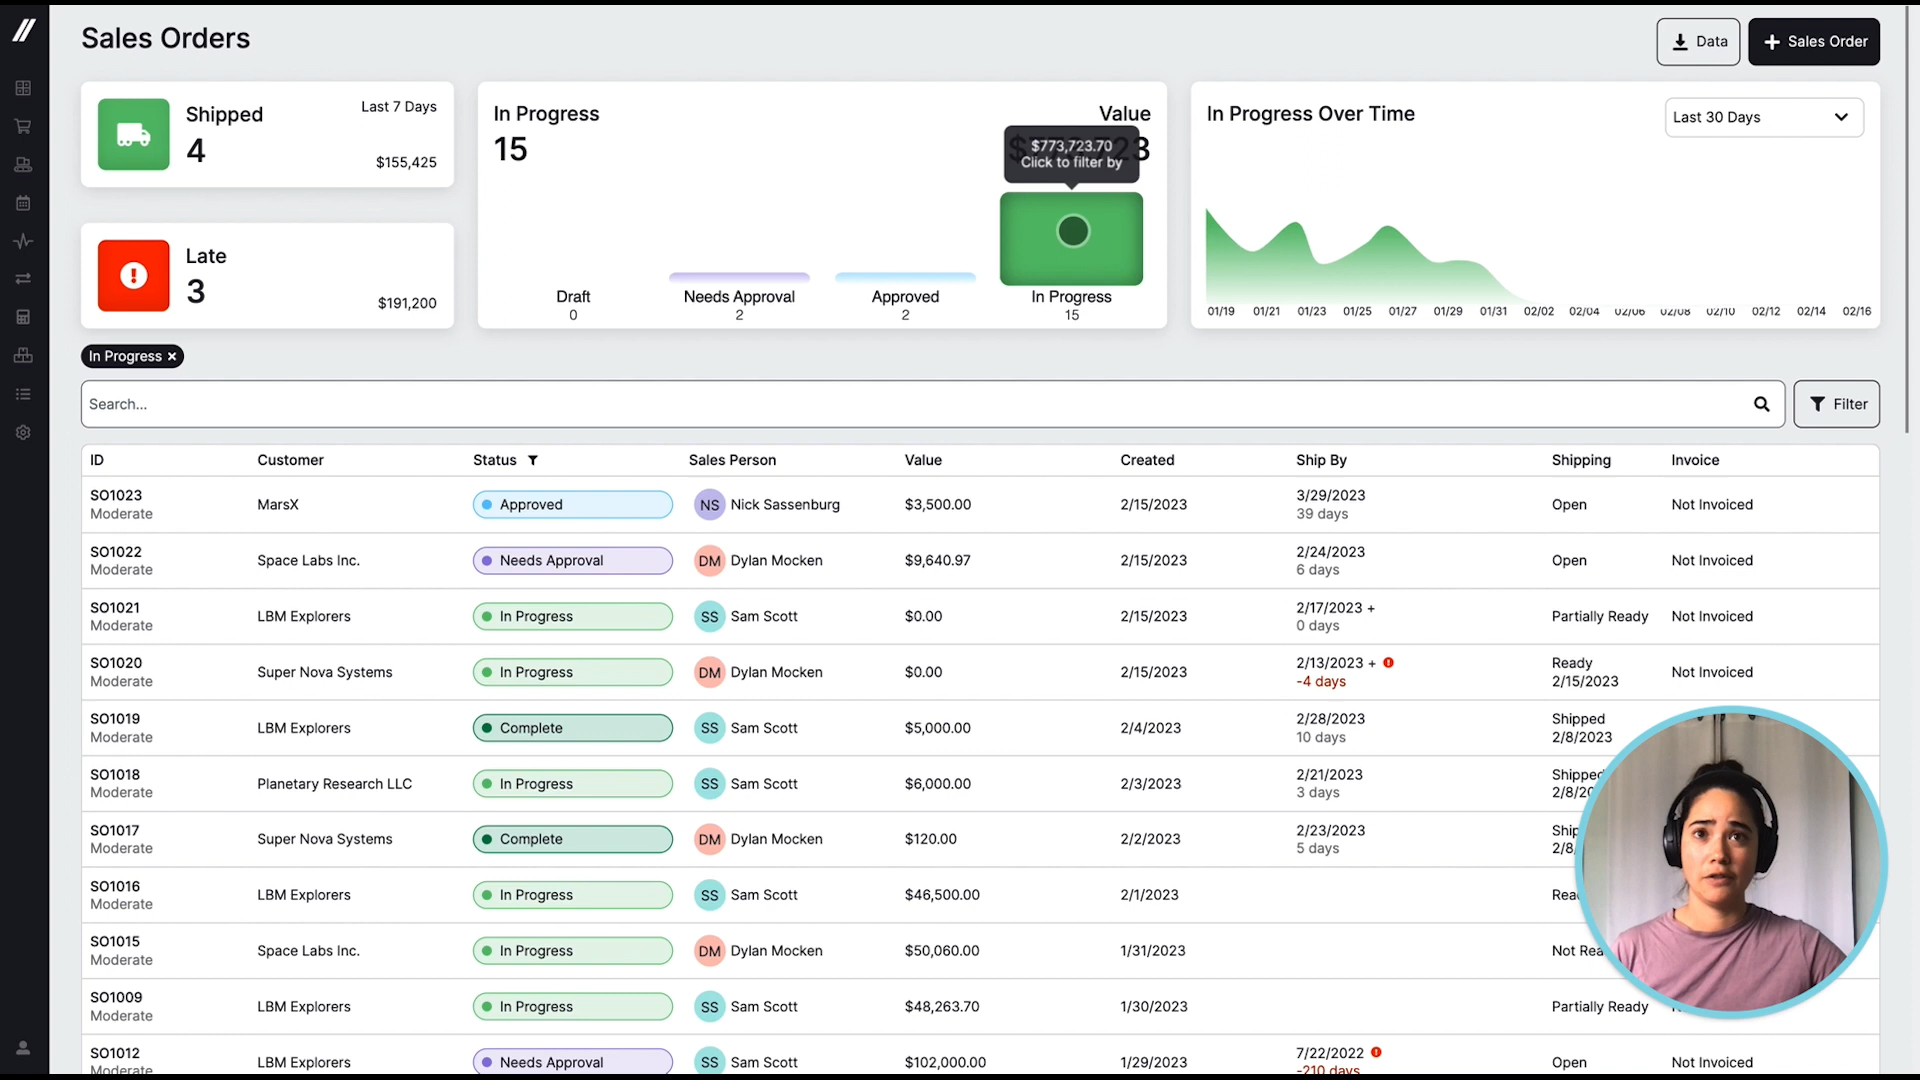 Sales Orders
Data
Sales Order
Shipped
4
Last 7 Days
$155,425
Late
3
$191,200
In Progress
15
Value
$773,723.70
Click to filter by
Draft
0
Needs Approval
2
Approved
2
In Progress
15
In Progress Over Time
Last 30 Days
01/19 01/21 01/23 01/25 01/27 01/29 01/31 02/02 02/04 02/06 02/08 02/10 02/12 02/14 02/16
In Progress
Search...
Filter
ID Customer Status Sales Person Value Created Ship By Shipping Invoice
SO1023
Moderate
MarsX
Approved
NS Nick Sassenburg
$3,500.00
2/15/2023
3/29/2023
39 days
Open
Not Invoiced
SO1022
Moderate
Space Labs Inc.
Needs Approval
DM Dylan Mocken
$9,640.97
2/15/2023
2/24/2023
6 days
Open
Not Invoiced
SO1021
Moderate
LBM Explorers
In Progress
SS Sam Scott
$0.00
2/15/2023
2/17/2023 +
0 days
Partially Ready
Not Invoiced
SO1020
Moderate
Super Nova Systems
In Progress
DM Dylan Mocken
$0.00
2/15/2023
2/13/2023 +
-4 days
Ready
2/15/2023
Not Invoiced
SO1019
Moderate
LBM Explorers
Complete
SS Sam Scott
$5,000.00
2/4/2023
2/28/2023
10 days
Shipped
2/8/2023
SO1018
Moderate
Planetary Research LLC
In Progress
SS Sam Scott
$6,000.00
2/3/2023
2/21/2023
3 days
Shipped
SO1017
Moderate
Super Nova Systems
Complete
DM Dylan Mocken
$120.00
2/2/2023
2/23/2023
5 days
SO1016
Moderate
LBM Explorers
In Progress
SS Sam Scott
$46,500.00
2/1/2023
SO1015
Moderate
Space Labs Inc.
In Progress
DM Dylan Mocken
$50,060.00
1/31/2023
Not
SO1009
Moderate
LBM Explorers
In Progress
SS Sam Scott
$48,263.70
1/30/2023
Partially Ready
SO1012
Moderate
LBM Explorers
Needs Approval
SS Sam Scott
$102,000.00
1/29/2023
7/22/2022
-210 days
Open
Not Invoiced